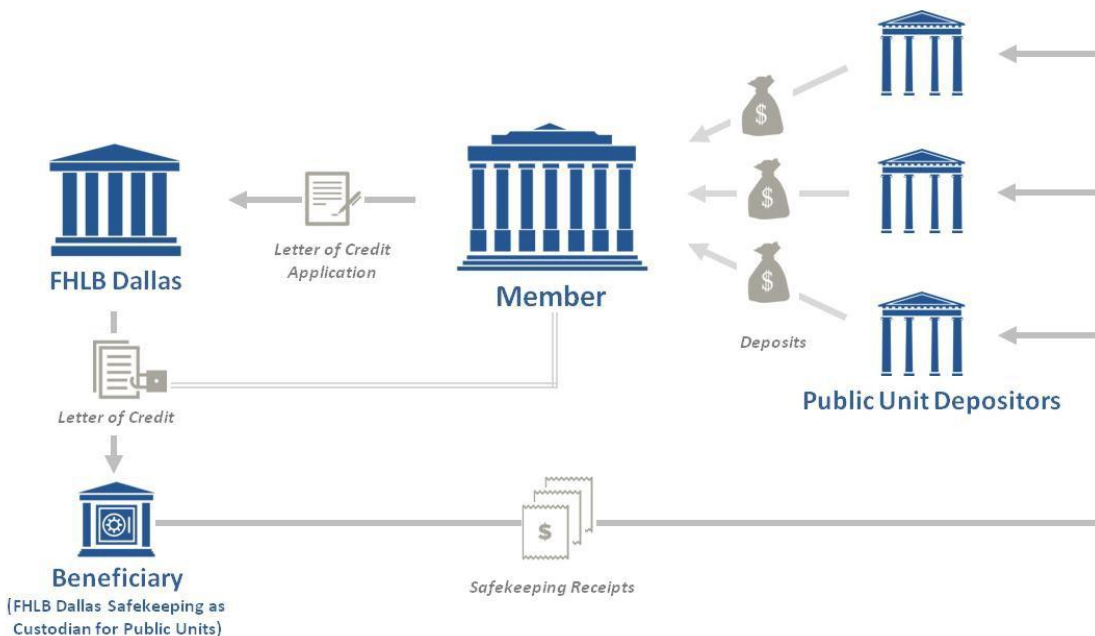 Letter of Credit
Application
FHLB Dallas
Member
$
$
$
Deposits
Public Unit Depositors
Letter of Credit
$
Beneficiary
(FHLB Dallas Safekeeping as
Custodian for Public Units)
Safekeeping Receipts